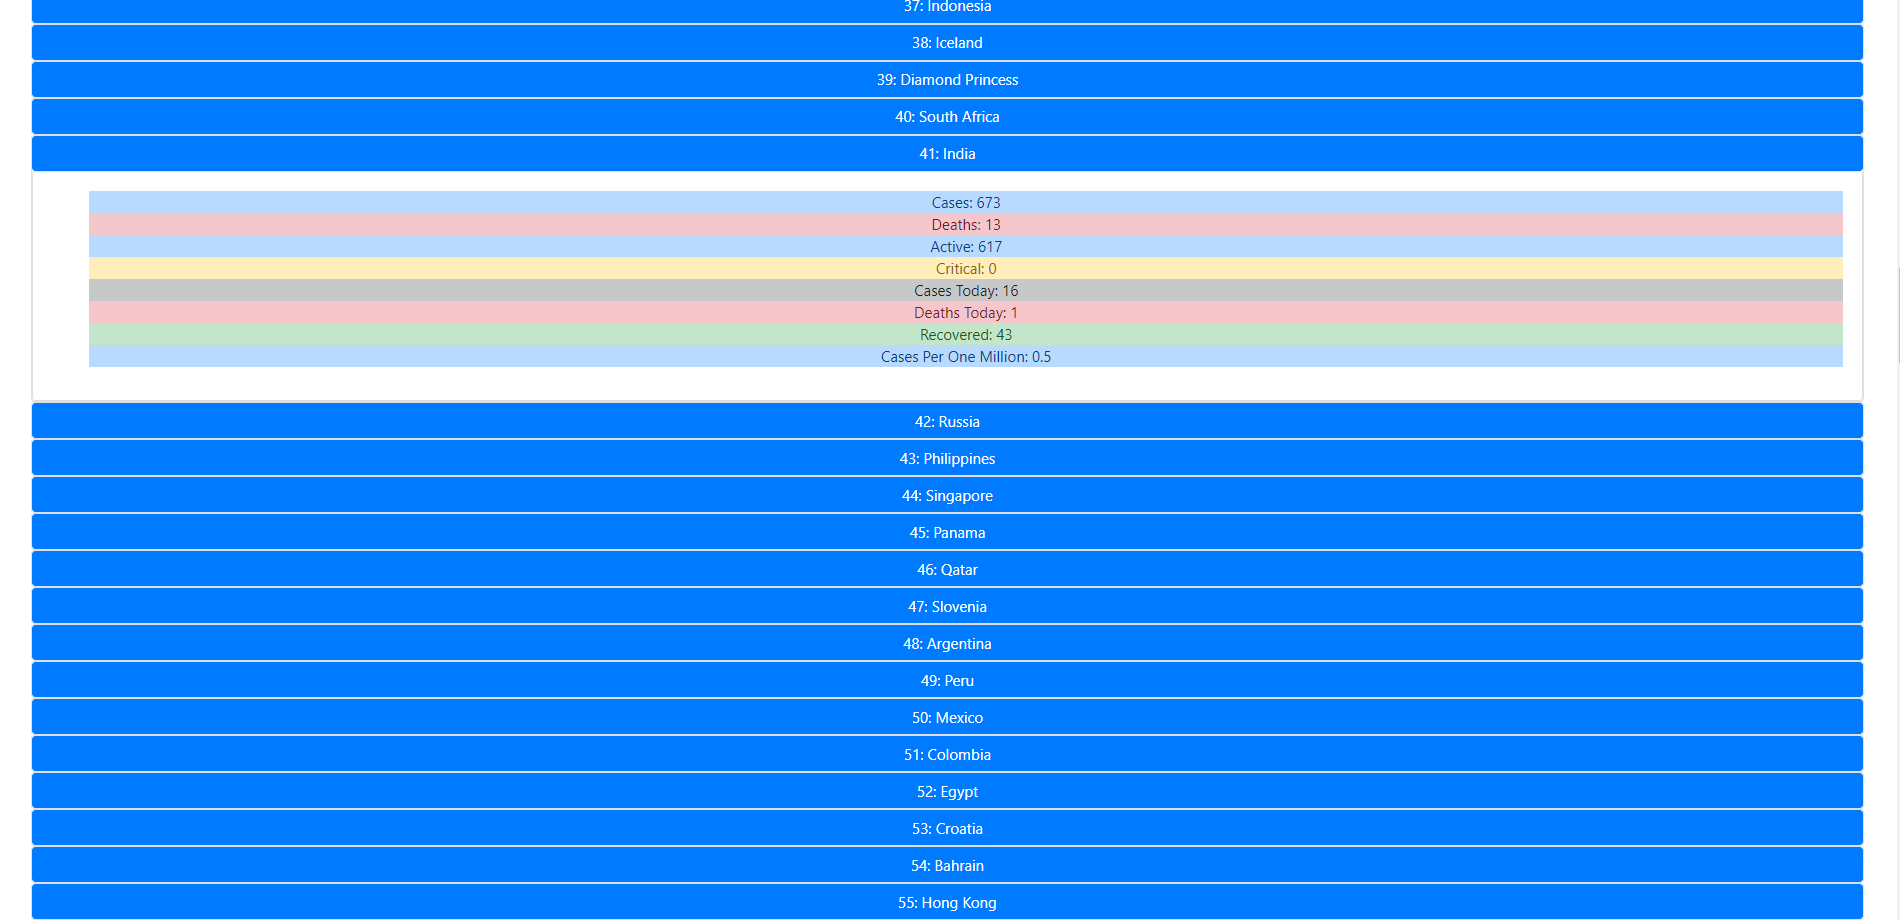 37: Indonesia
38: Iceland
39: Diamond Princess
40: South Africa
41: India
Cases: 673
Deaths: 13
Active: 617
Critical: 0
Cases Today: 16
Deaths Today: 1
Recovered: 43
Cases Per One Million: 0.5
42: Russia
43: Philippines
44: Singapore
45: Panama
46: Qatar
47: Slovenia
48: Argentina
49: Peru
50: Mexico
51: Colombia
52: Egypt
53: Croatia
54: Bahrain
55: Hong Kong